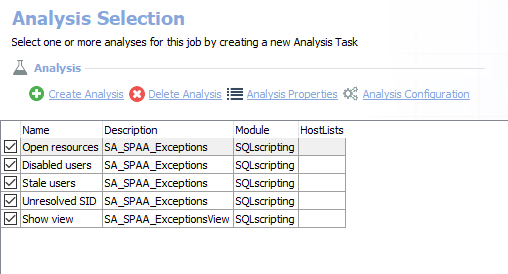 Analysis Selection
Select one or more analyses for this job by creating a new Analysis Task
Analysis
Create Analysis Delete Analysis Analysis Properties Analysis Configuration
Name Description Module HostLists
Open resources SA_SPAA_Exceptions SQLscripting
Disabled users SA_SPAA_Exceptions SQLscripting
Stale users SA_SPAA_Exceptions SQLscripting
Unresolved SID SA_SPAA_Exceptions SQLscripting
Show view SA_SPAA_ExceptionsView SQLscripting